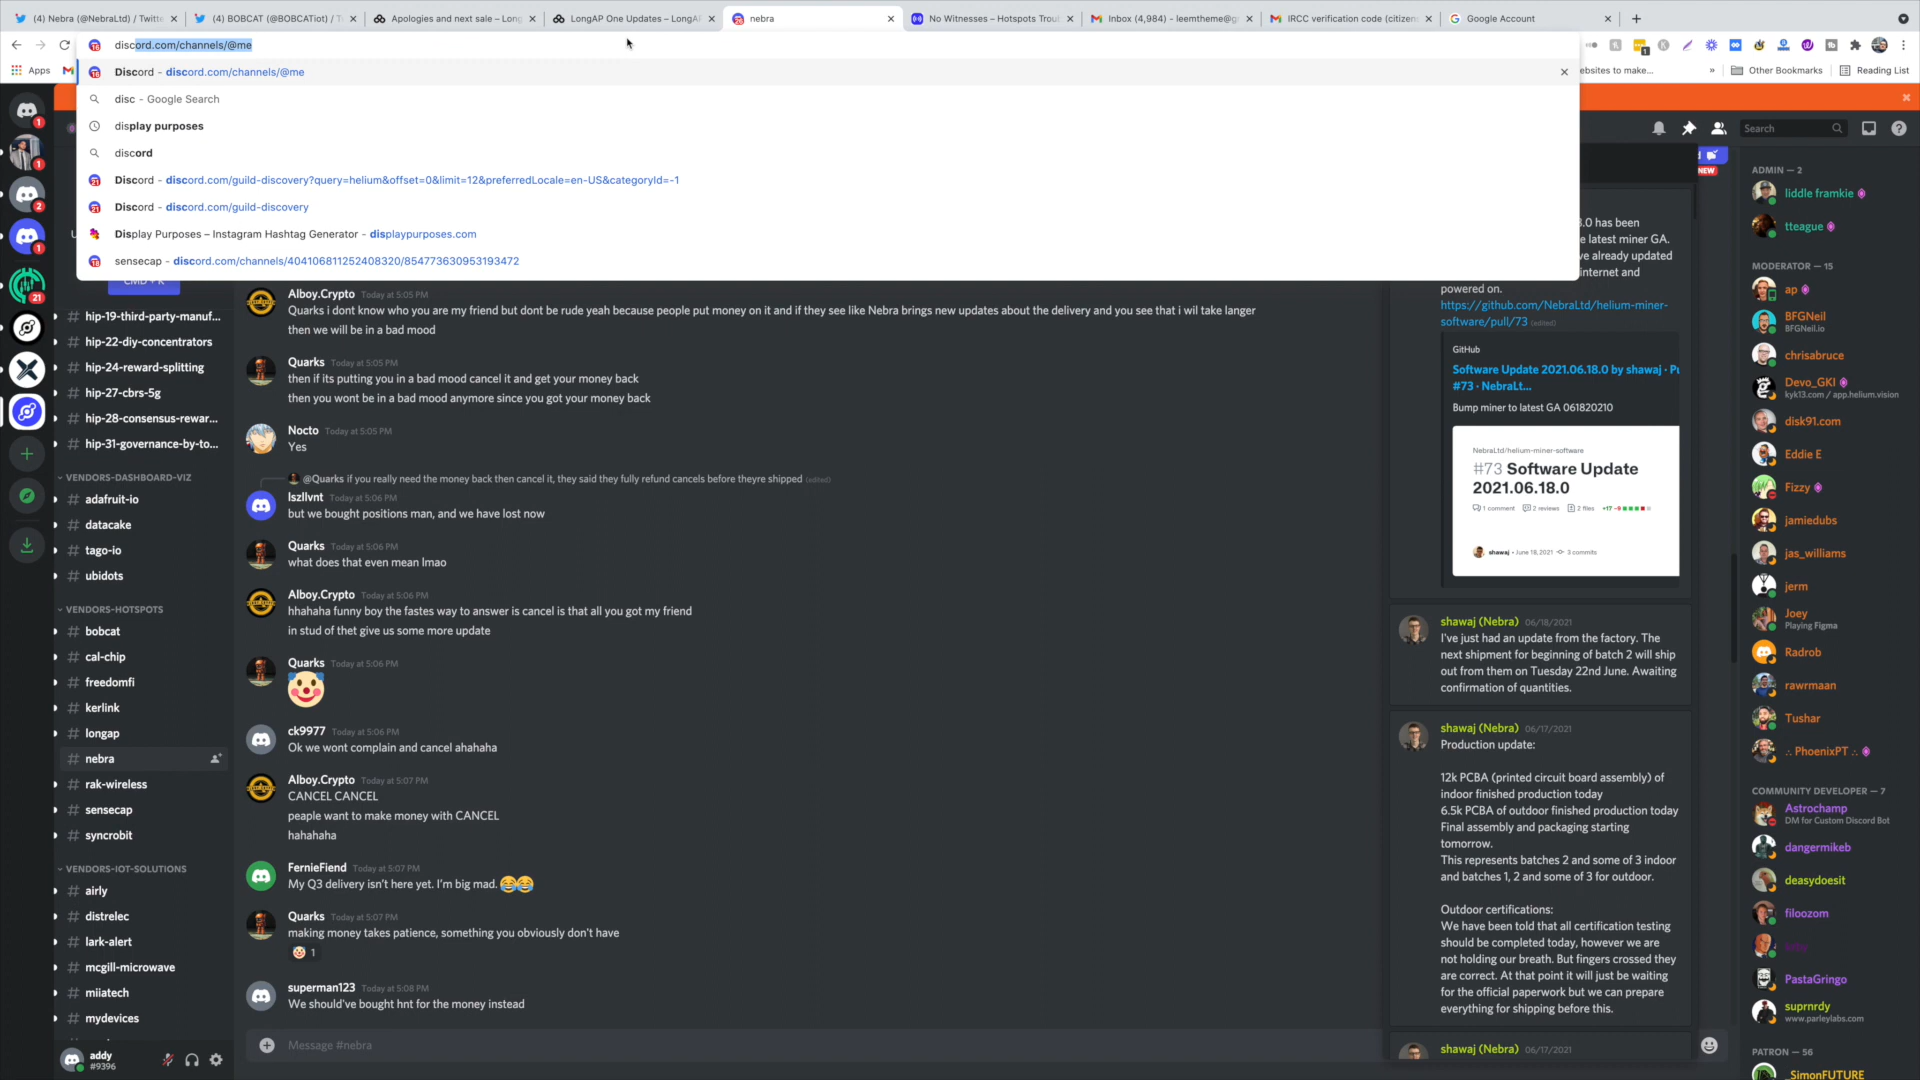 (4) Nebra (@NebraLtd) / Twitte
(4) BOBCAT (@BOBCATiot) / T
Apologies and next sale – Long
LongAP One Updates – LongAP
nebra
No Witnesses – Hotspots Trou
Inbox (4,984) - leemtheme@g
IRCC verification code (citizen
Google Account
discord.com/channels/@me
Apps
ebsites to make...
Other Bookmarks
Reading List
Discord - discord.com/channels/@me
disc - Google Search
display purposes
discord
Discord - discord.com/guild-discovery?query=helium&offset=0&limit=12&preferredLocale=en-US&categoryId=-1
Discord - discord.com/guild-discovery
Display Purposes – Instagram Hashtag Generator - displaypurposes.com
sensecap - discord.com/channels/404106811252408320/854773630953193472
CMD + K
hip-19-third-party-manuf...
hip-22-diy-concentrators
hip-24-reward-splitting
hip-27-cbrs-5g
hip-28-consensus-rewar...
hip-31-governance-by-to...
VENDORS-DASHBOARD-VIZ
adafruit-io
datacake
tago-io
ubidots
VENDORS-HOTSPOTS
bobcat
cal-chip
freedomfi
kerlink
longap
nebra
rak-wireless
sensecap
syncrobit
VENDORS-IOT-SOLUTIONS
airly
distrelec
lark-alert
mcgill-microwave
miiatech
mydevices
addy
#9396
Alboy.Crypto Today at 5:05 PM
Quarks i dont know who you are my friend but dont be rude yeah because people put money on it and if they see like Nebra brings new updates about the delivery and you see that i wil take langer
then we will be in a bad mood
Quarks Today at 5:05 PM
then if its putting you in a bad mood cancel it and get your money back
then you wont be in a bad mood anymore since you got your money back
Nocto Today at 5:05 PM
Yes
@Quarks if you really need the money back then cancel it, they said they fully refund cancels before theyre shipped (edited)
lszllvnt Today at 5:06 PM
but we bought positions man, and we have lost now
Quarks Today at 5:06 PM
what does that even mean lmao
Alboy.Crypto Today at 5:06 PM
hhahaha funny boy the fastes way to answer is cancel is that all you got my friend
in stud of thet give us some more update
Quarks Today at 5:06 PM
ck9977 Today at 5:06 PM
Ok we wont complain and cancel ahahaha
Alboy.Crypto Today at 5:07 PM
CANCEL CANCEL
peaple want to make money with CANCEL
hahahaha
FernieFiend Today at 5:07 PM
My Q3 delivery isn't here yet. I'm big mad.
Quarks Today at 5:07 PM
making money takes patience, something you obviously don't have
1
superman123 Today at 5:08 PM
We should've bought hnt for the money instead
Message #nebra
Search
NEW
.0 has been
e latest miner GA.
ve already updated
internet and
powered on.
https://github.com/NebraLtd/helium-miner-
software/pull/73 (edited)
GitHub
Software Update 2021.06.18.0 by shawaj · Pu
#73 · NebraLt...
Bump miner to latest GA 061820210
NebraLtd/helium-miner-software
#73 Software Update
2021.06.18.0
1 comment 2 reviews 2 files +17 −9
shawaj • June 18, 2021 3 commits
shawaj (Nebra) 06/18/2021
I've just had an update from the factory. The
next shipment for beginning of batch 2 will ship
out from them on Tuesday 22nd June. Awaiting
confirmation of quantities.
shawaj (Nebra) 06/17/2021
Production update:
12k PCBA (printed circuit board assembly) of
indoor finished production today
6.5k PCBA of outdoor finished production today
Final assembly and packaging starting
tomorrow.
This represents batches 2 and some of 3 indoor
and batches 1, 2 and some of 3 for outdoor.
Outdoor certifications:
We have been told that all certification testing
should be completed today, however we are
not holding our breath. But fingers crossed they
are correct. At that point it will just be waiting
for the official paperwork but we can prepare
everything for shipping before this.
shawaj (Nebra) 06/17/2021
ADMIN — 2
liddle framkie
tteague
MODERATOR — 15
ap
BFGNeil
BFGNeil.io
chrisabruce
Devo_GKI
kyk13.com / app.helium.vision
disk91.com
Eddie E
Fizzy
jamiedubs
jas_williams
jerm
Joey
Playing Figma
Radrob
rawrmaan
Tushar
.: PhoenixPT .:
COMMUNITY DEVELOPER — 7
Astrochamp
DM for Custom Discord Bot
dangermikeb
deasydoesit
filoozom
PastaGringo
suprnrdy
www.parleylabs.com
PATRON — 56
_SimonFUTURE